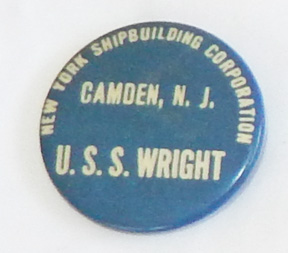 NEW YORK SHIPBUILDING CORPORATION
CAMDEN, N. J.
U. S. S. WRIGHT